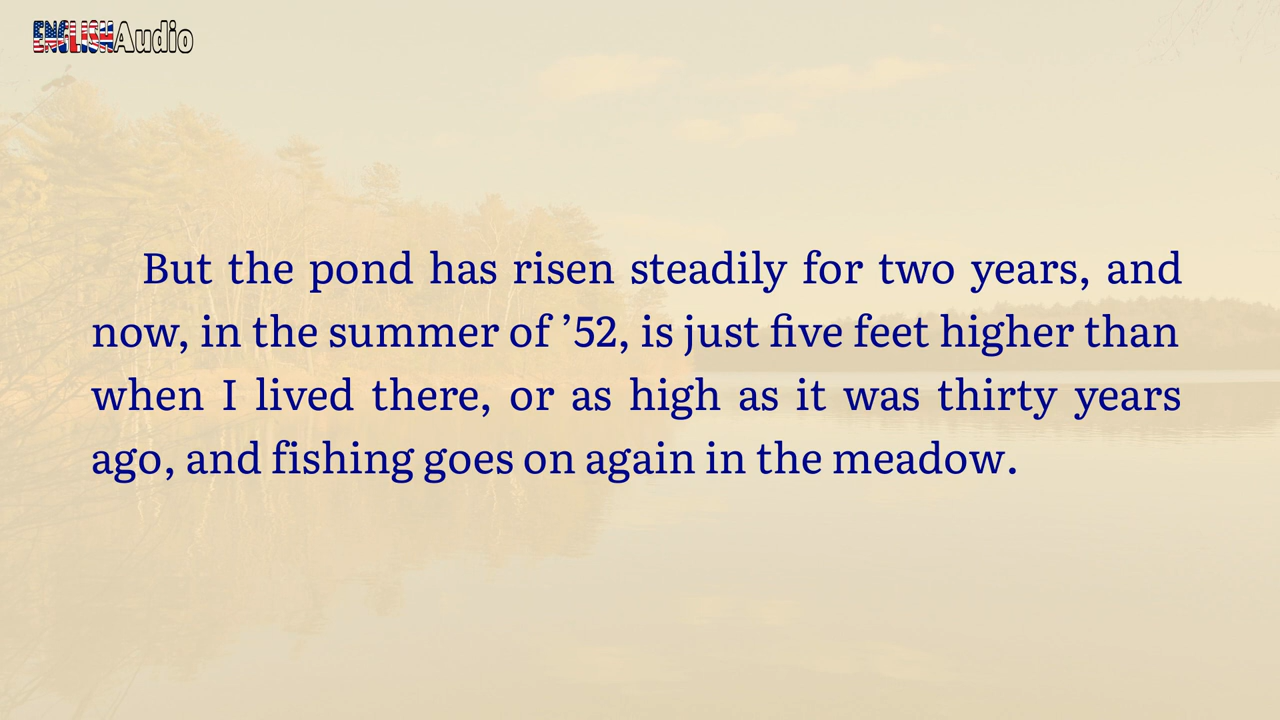 ENGLISHAudio
But the pond has risen steadily for two years, and
now, in the summer of ’52, is just five feet higher than
when I lived there, or as high as it was thirty years
ago, and fishing goes on again in the meadow.